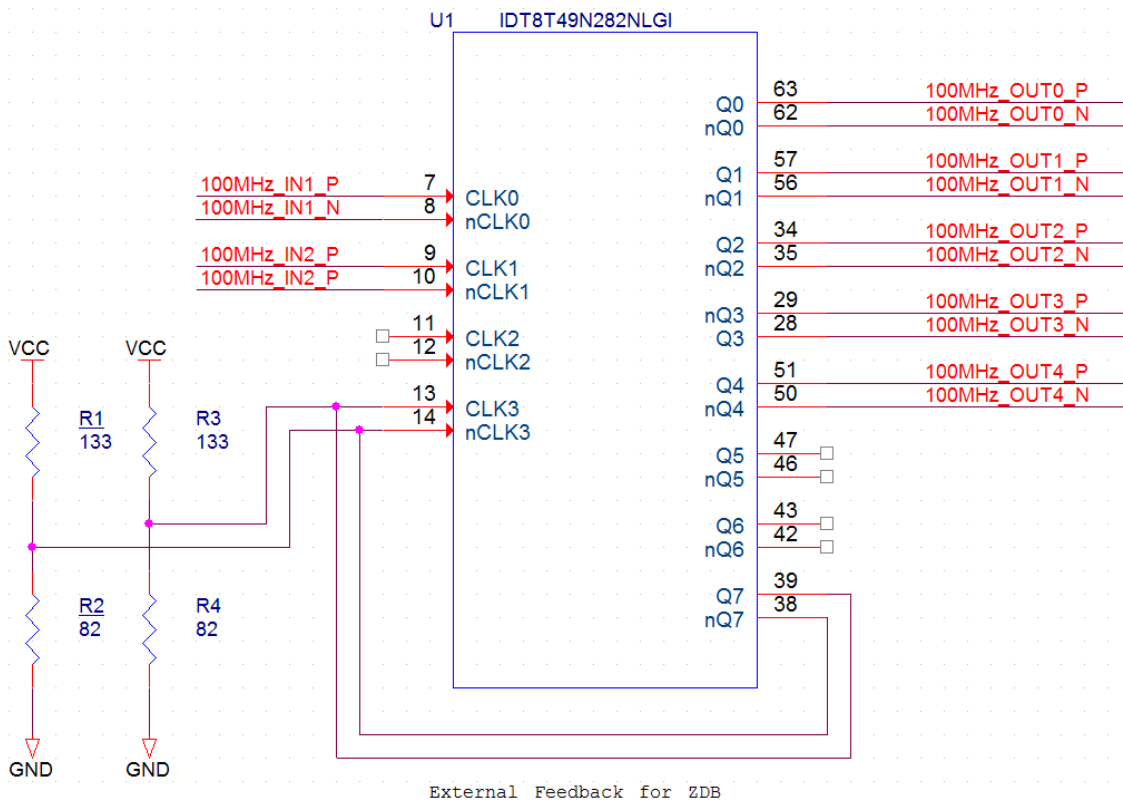 U1 IDT8T49N282NLGI
63
Q0 100MHz_OUT0_P
62
nQ0 100MHz_OUT0_N
57
Q1 100MHz_OUT1_P
56
nQ1 100MHz_OUT1_N
100MHz_IN1_P 7 CLK0
100MHz_IN1_N 8 nCLK0
34
Q2 100MHz_OUT2_P
35
nQ2 100MHz_OUT2_N
100MHz_IN2_P 9 CLK1
100MHz_IN2_P 10 nCLK1
29
nQ3 100MHz_OUT3_P
28
Q3 100MHz_OUT3_N
11 CLK2
12 nCLK2
VCC VCC
51
Q4 100MHz_OUT4_P
50
nQ4 100MHz_OUT4_N
13 CLK3
14 nCLK3
R1 R3
133 133
47
Q5
46
nQ5
43
Q6
42
nQ6
39
Q7
38
nQ7
R2 R4
82 82
GND GND
External Feedback for ZDB